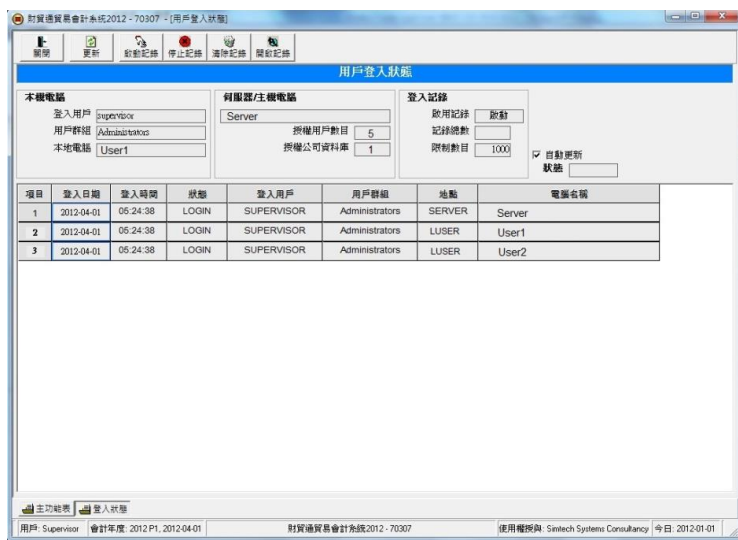 財貿通貿易會計系統2012 - 70307 - [用戶登入狀態]
關閉 更新 啟動記錄 停止記錄 清除記錄 開啟記錄
用戶登入狀態
本機電腦 伺服器/主機電腦 登入記錄
登入用戶 supervisor Server 啟用記錄 啟動
用戶群組 Administrators 授權用戶數目 5 記錄總數
本地電腦 User1 授權公司資料庫 1 限制數目 1000 自動更新
狀態
項目 登入日期 登入時間 狀態 登入用戶 用戶群組 地點 電腦名稱
1 2012-04-01 05:24:38 LOGIN SUPERVISOR Administrators SERVER Server
2 2012-04-01 05:24:38 LOGIN SUPERVISOR Administrators LUSER User1
3 2012-04-01 05:24:38 LOGIN SUPERVISOR Administrators LUSER User2
主功能表 登入狀態
用戶: Supervisor 會計年度: 2012 P1, 2012-04-01 財貿通貿易會計系統2012 - 70307 使用權授與: Simtech Systems Consultancy 今日: 2012-01-01